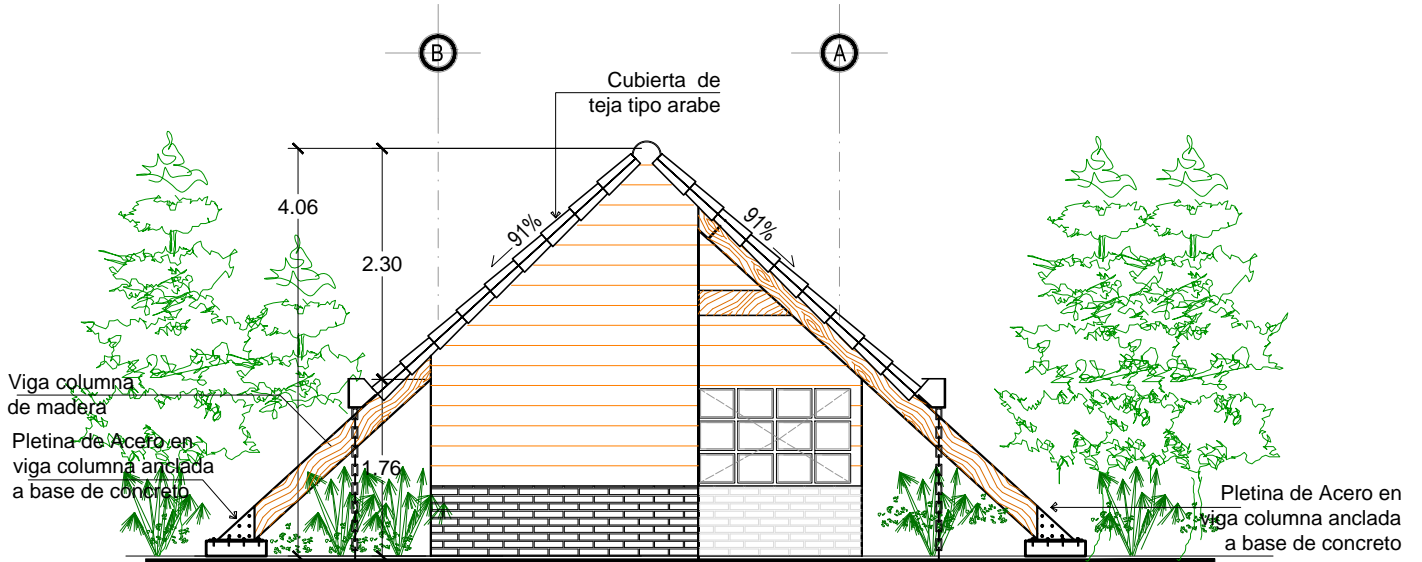 B
A
Cubierta de
teja tipo arabe
4.06
2.30
91%
91%
Viga columna
de madera
1.76
Pletina de Acero en
viga columna anclada
a base de concreto
Pletina de Acero en
viga columna anclada
a base de concreto